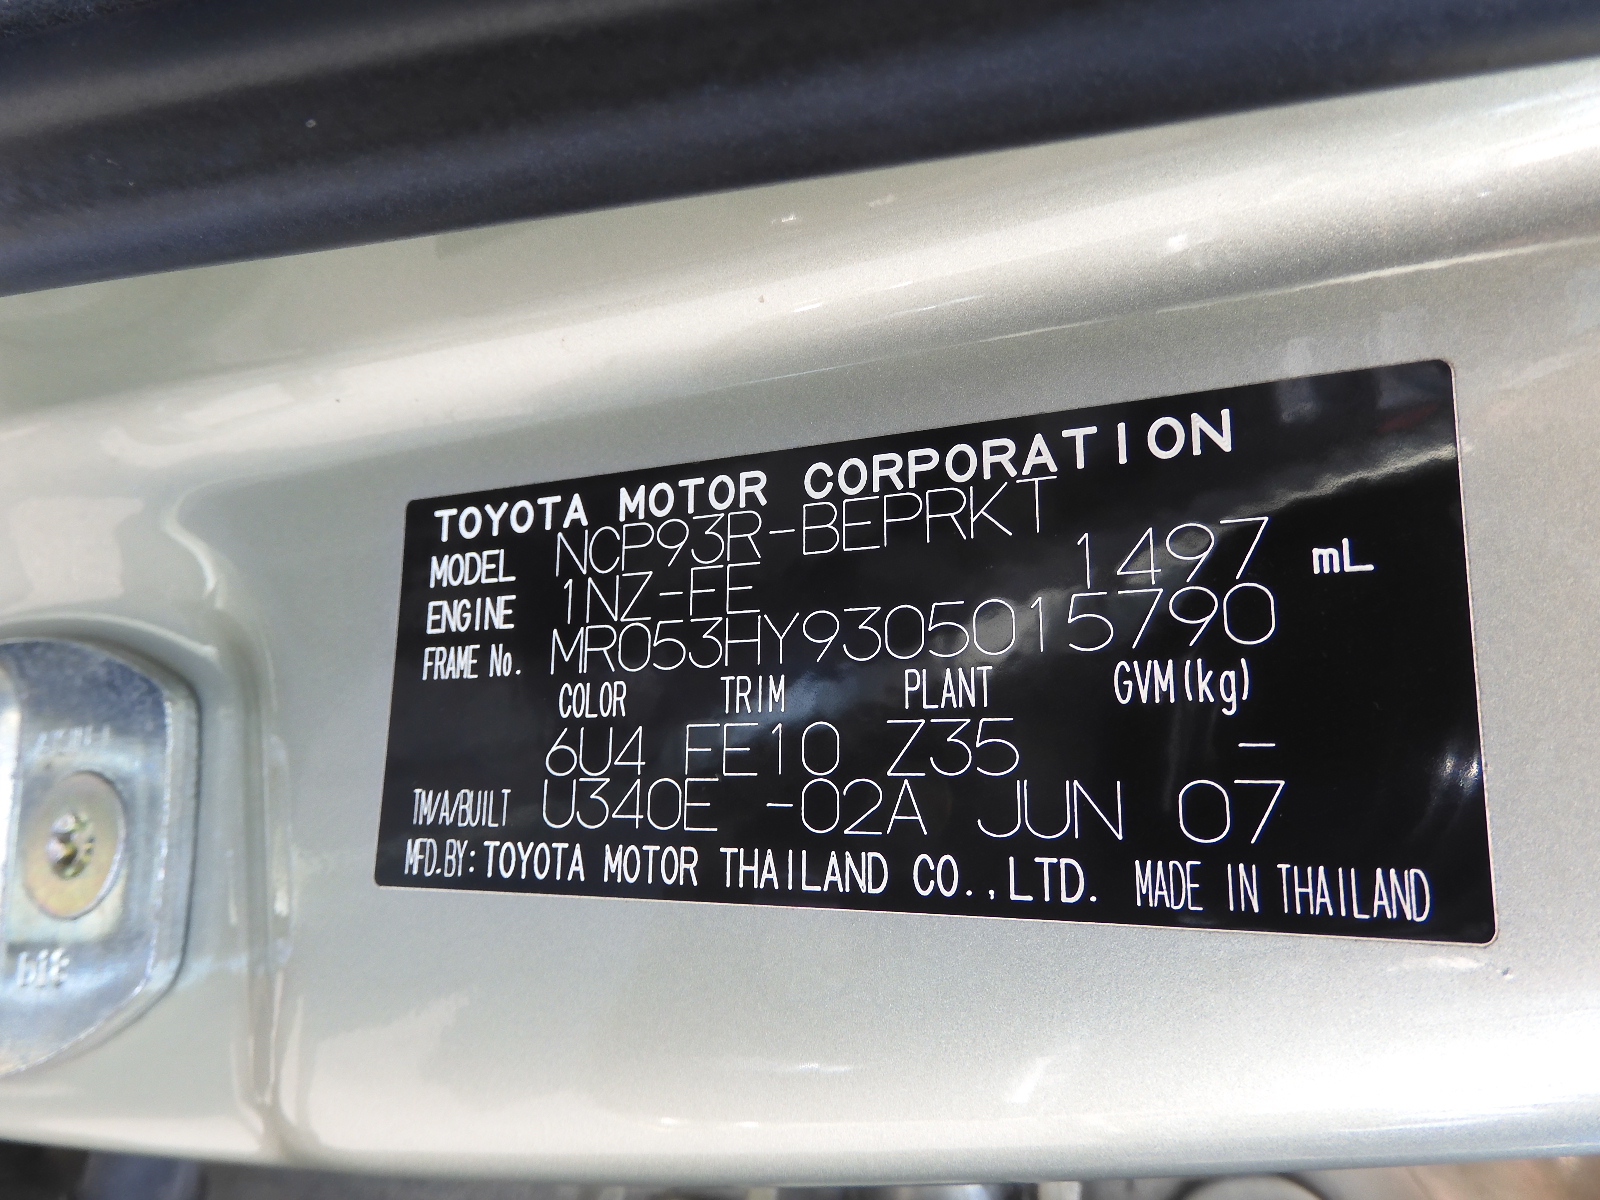 TOYOTA MOTOR CORPORATION
MODEL NCP93R-BEPRKT
ENGINE 1NZ-FE 1497 mL
FRAME No. MR053HY9305015790
COLOR TRIM PLANT GVM(kg)
6U4 FE10 Z35 -
TM/A/BUILT U340E -02A JUN 07
MFD.BY: TOYOTA MOTOR THAILAND CO.,LTD. MADE IN THAILAND